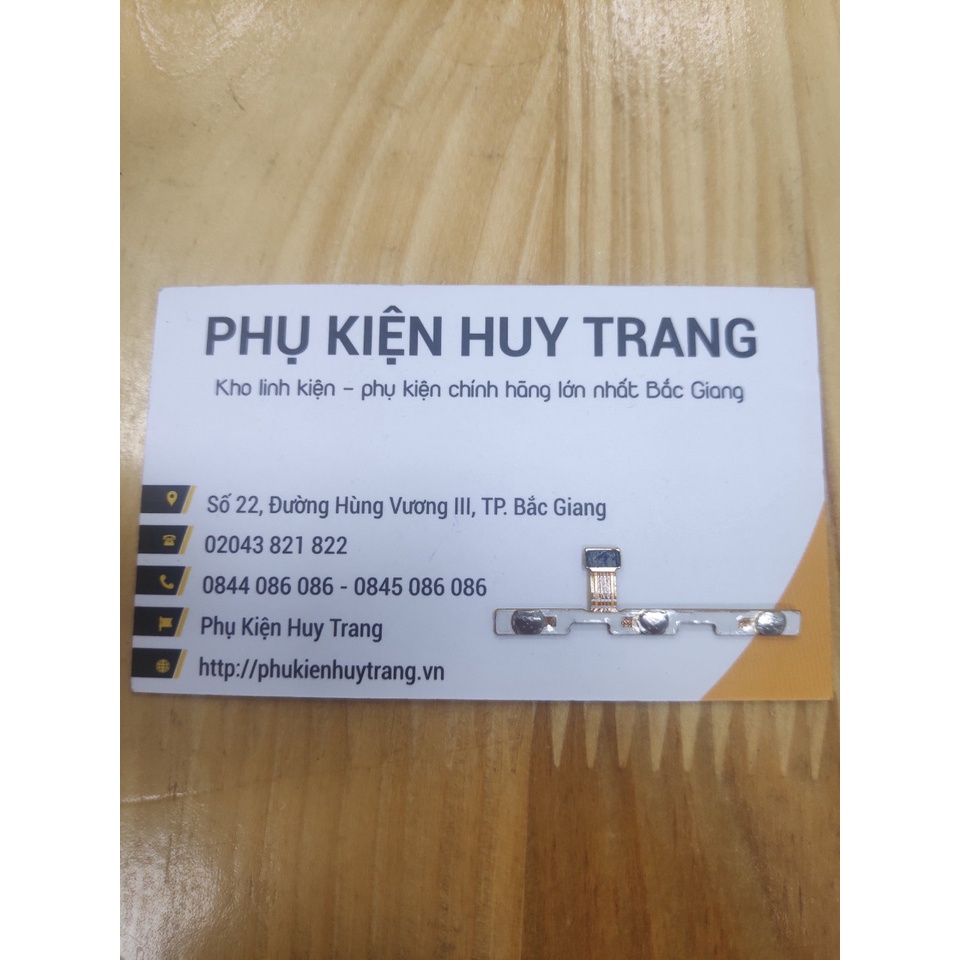 PHỤ KIỆN HUY TRANG
Kho linh kiện – phụ kiện chính hãng lớn nhất Bắc Giang
Số 22, Đường Hùng Vương III, TP. Bắc Giang
02043 821 822
0844 086 086 - 0845 086 086
Phụ Kiện Huy Trang
http://phukienhuytrang.vn